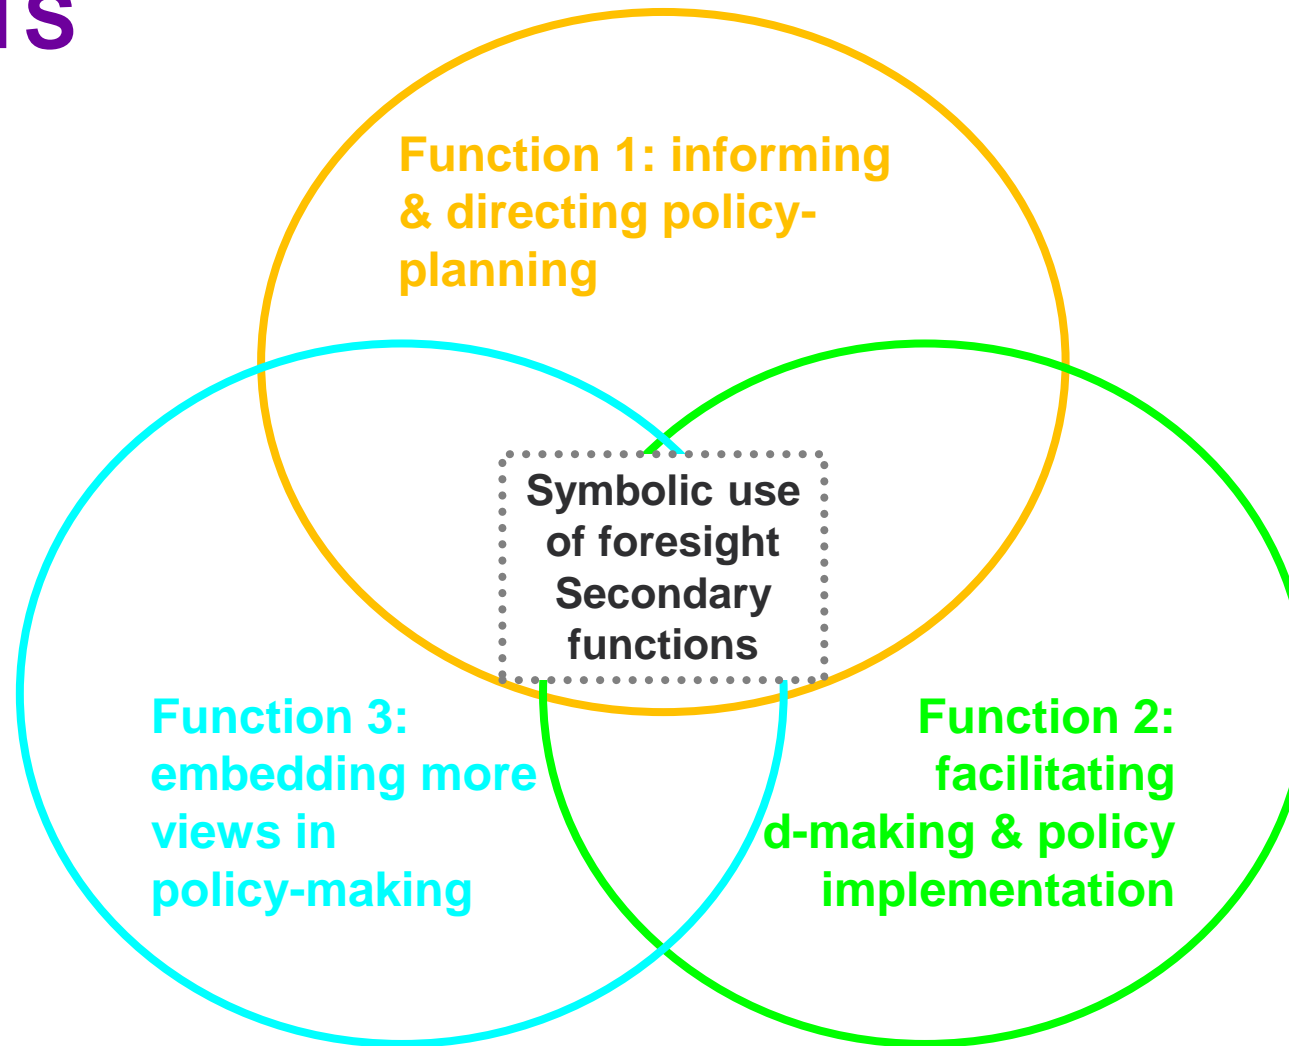 Function 1: informing
& directing policy-
planning
Symbolic use
of foresight
Secondary
functions
Function 3:
embedding more
views in
policy-making
Function 2:
facilitating
d-making & policy
implementation